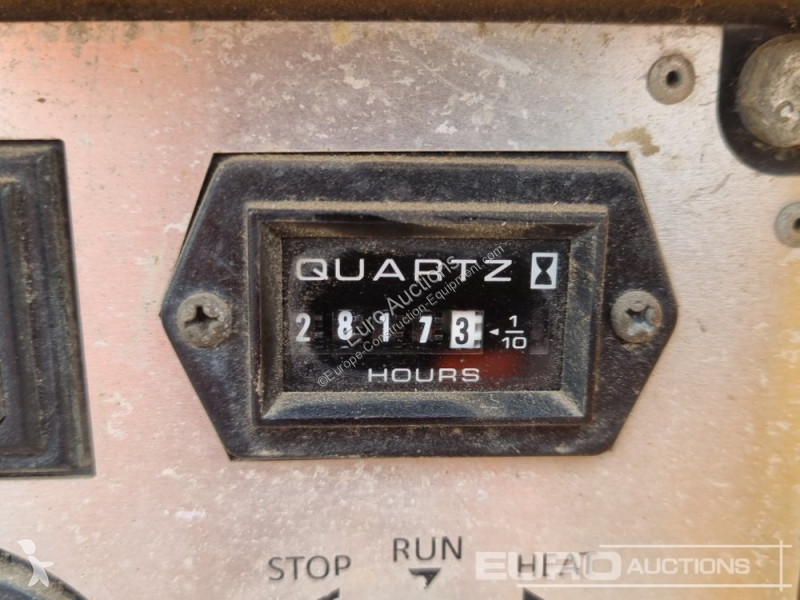 QUARTZ
2 8 1 7 3 1/10
HOURS
Euro Auctions
©Europe-Construction-Equipment.com
STOP RUN HEAT
EURO AUCTIONS